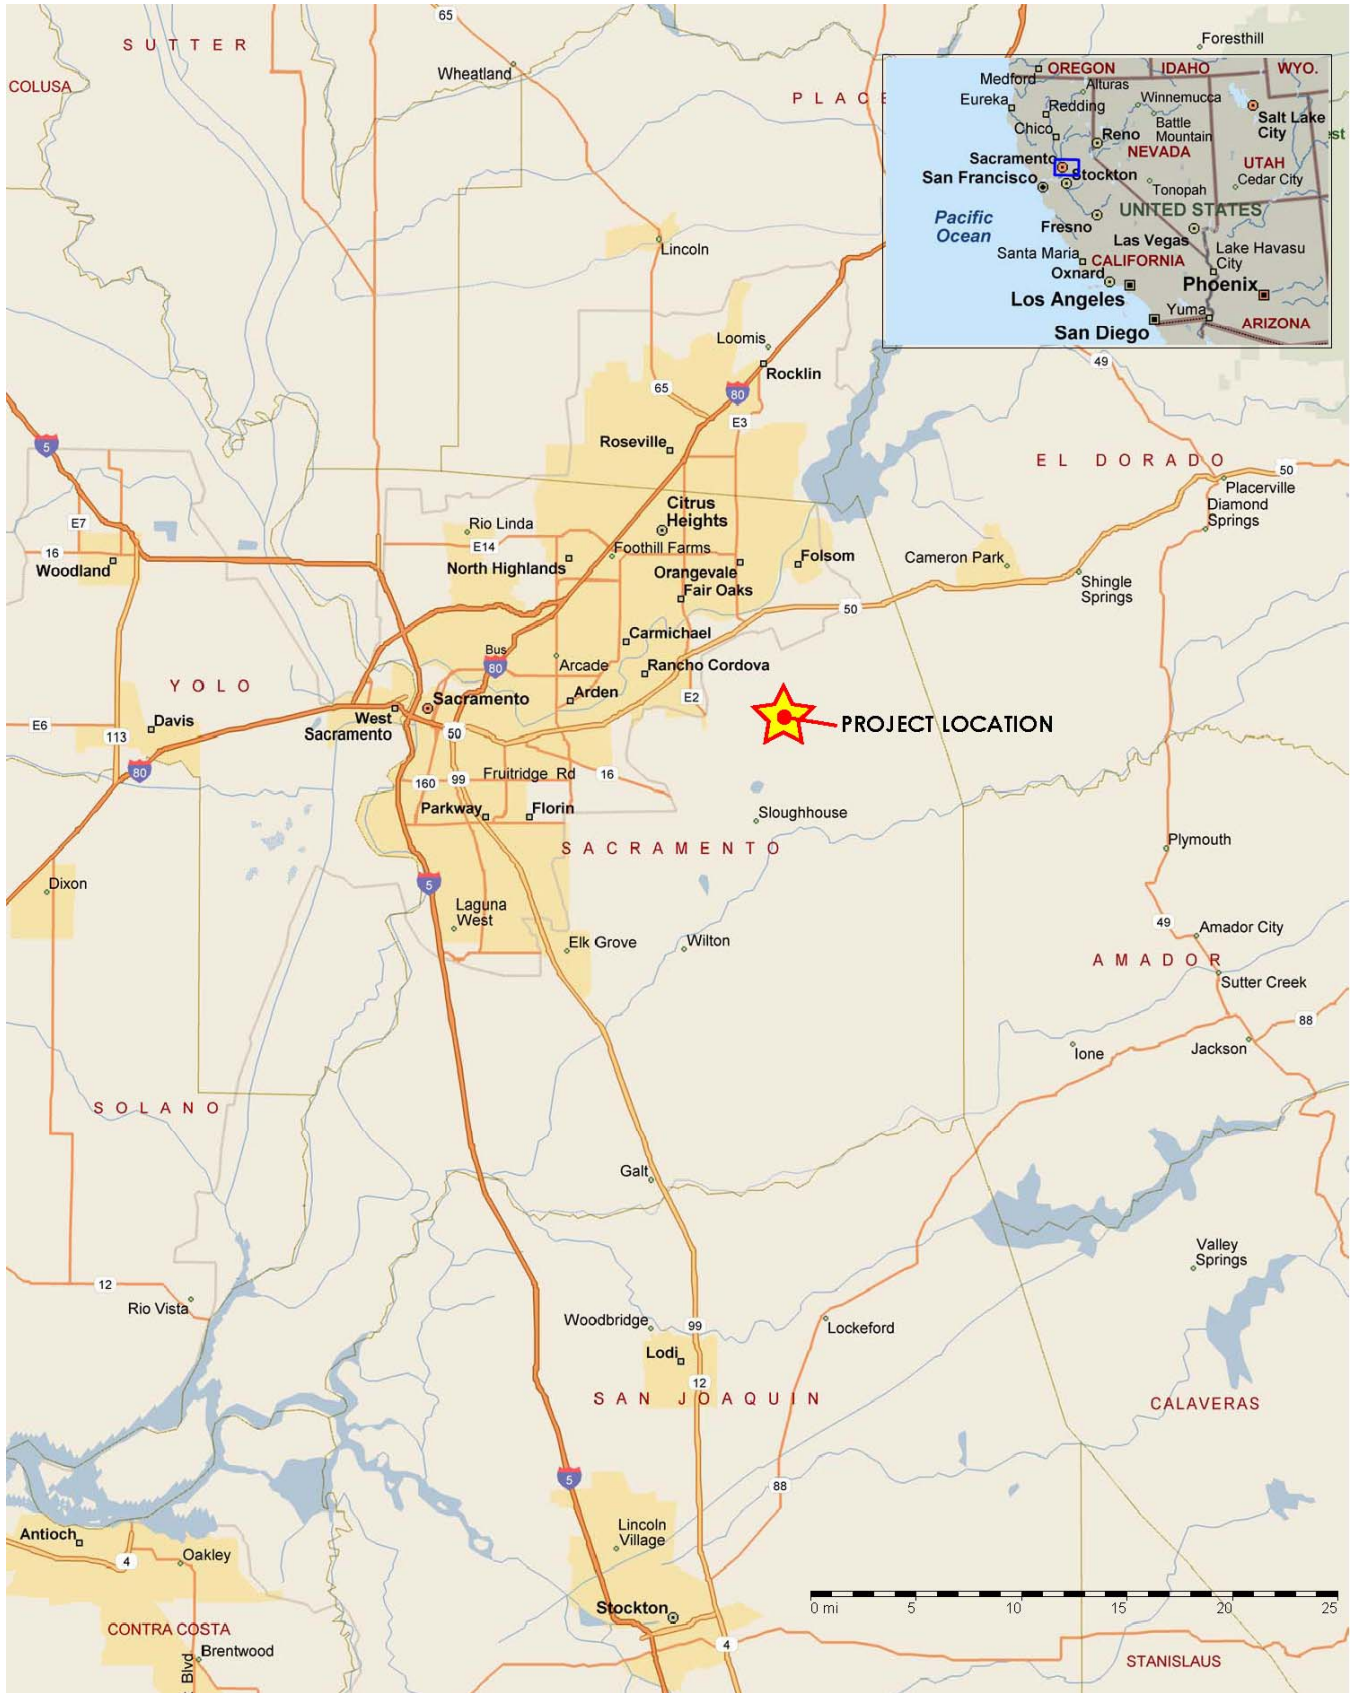 65
Foresthill
SUTTER
Wheatland
COLUSA
PLACE
Medford
OREGON
IDAHO
WYO.
Alturas
Eureka
Redding
Winnemucca
Chico
Battle
Mountain
Salt Lake
City
Reno
NEVADA
st
Sacramento
UTAH
Stockton
San Francisco
Cedar City
Tonopah
Pacific
Ocean
UNITED STATES
Fresno
Las Vegas
Santa Maria
CALIFORNIA
Lake Havasu
City
Oxnard
Phoenix
Los Angeles
Yuma
ARIZONA
San Diego
Lincoln
Loomis
Rocklin
49
65
80
E3
5
Roseville
EL DORADO
50
Placerville
Diamond
Springs
Citrus
Heights
E7
Rio Linda
E14
Foothill Farms
16
Woodland
North Highlands
Orangevale
Folsom
Cameron Park
Fair Oaks
Shingle
Springs
50
Carmichael
Bus
80
Arcade
Rancho Cordova
YOLO
Sacramento
Arden
E2
West
Sacramento
E6
Davis
113
50
PROJECT LOCATION
80
160
99
Fruitridge Rd
16
Parkway
Florin
Sloughhouse
SACRAMENTO
Plymouth
Dixon
5
Laguna
West
Elk Grove
Wilton
49
Amador City
AMADOR
Sutter Creek
88
Ione
Jackson
SOLANO
Galt
Valley
Springs
12
Rio Vista
Woodbridge
99
Lockeford
Lodi
12
SAN JOAQUIN
CALAVERAS
5
88
Lincoln
Village
Antioch
4
Oakley
Stockton
0 mi 5 10 15 20 25
CONTRA COSTA
4
Brentwood
Blvd
STANISLAUS